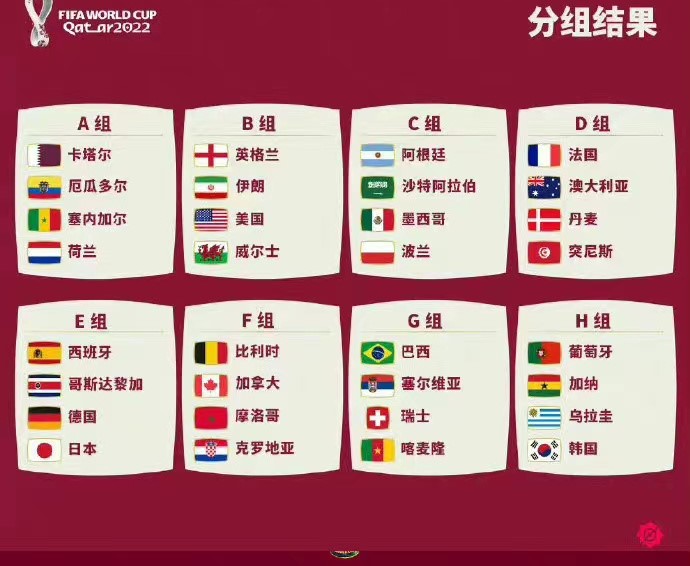 FIFA WORLD CUP
Qatar2022
分组结果
A 组
卡塔尔
厄瓜多尔
塞内加尔
荷兰
B 组
英格兰
伊朗
美国
威尔士
C 组
阿根廷
沙特阿拉伯
墨西哥
波兰
D 组
法国
澳大利亚
丹麦
突尼斯
E 组
西班牙
哥斯达黎加
德国
日本
F 组
比利时
加拿大
摩洛哥
克罗地亚
G 组
巴西
塞尔维亚
瑞士
喀麦隆
H 组
葡萄牙
加纳
乌拉圭
韩国